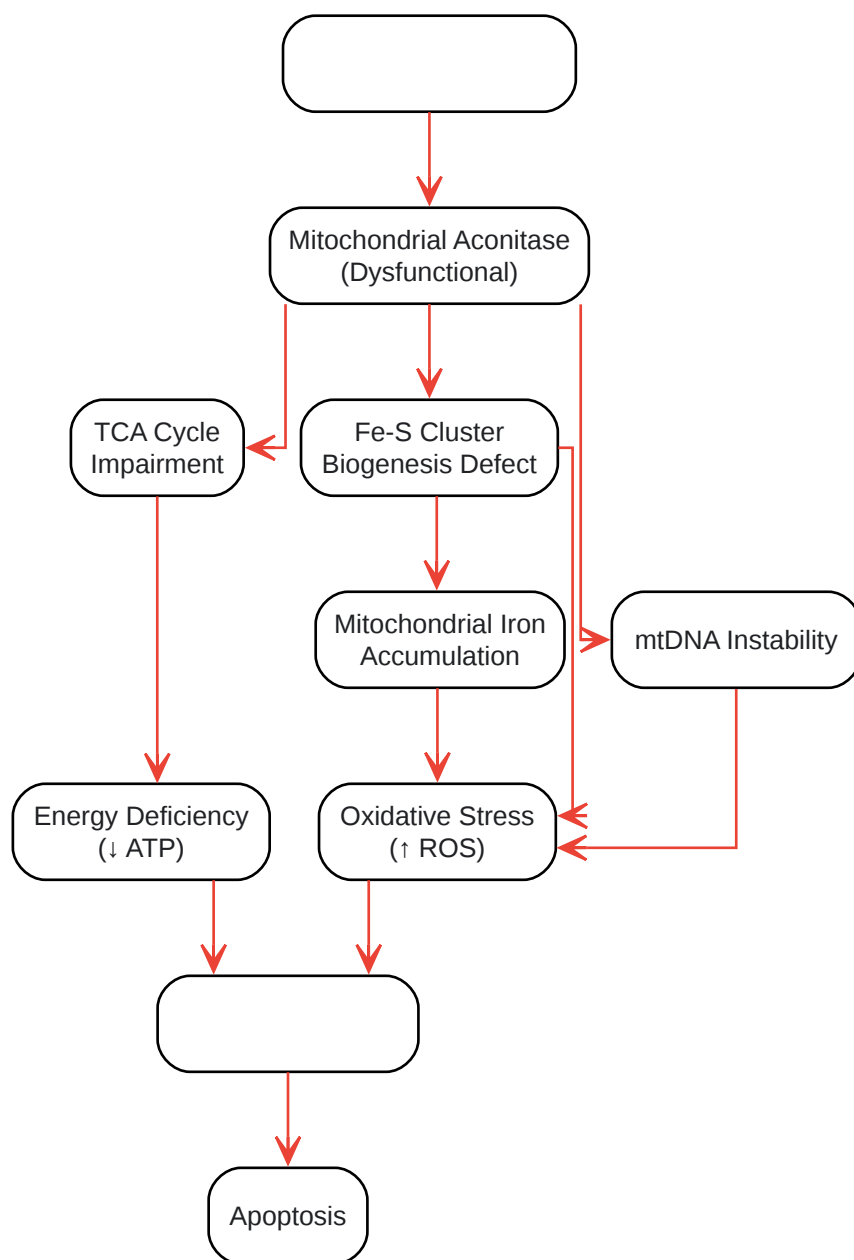 Mitochondrial Aconitase
(Dysfunctional)
TCA Cycle
Impairment
Fe-S Cluster
Biogenesis Defect
Mitochondrial Iron
Accumulation
mtDNA Instability
Energy Deficiency
(↓ ATP)
Oxidative Stress
(↑ ROS)
Apoptosis